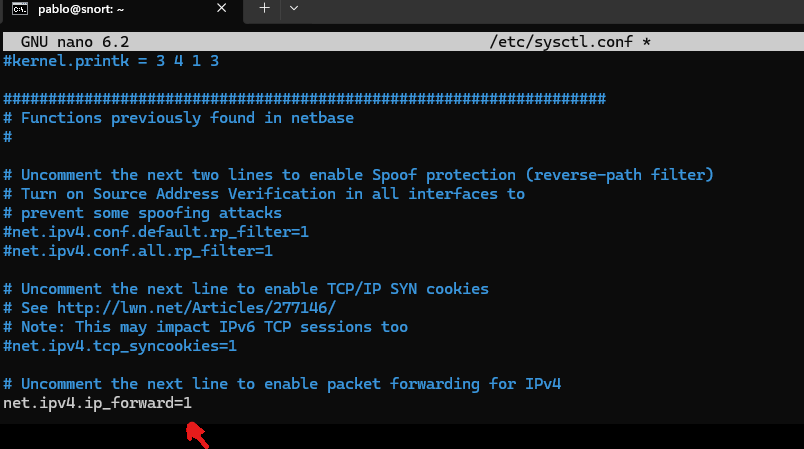 pablo@snort: ~
GNU nano 6.2 /etc/sysctl.conf *
#kernel.printk = 3 4 1 3
###################################################################
# Functions previously found in netbase
#
# Uncomment the next two lines to enable Spoof protection (reverse-path filter)
# Turn on Source Address Verification in all interfaces to
# prevent some spoofing attacks
#net.ipv4.conf.default.rp_filter=1
#net.ipv4.conf.all.rp_filter=1
# Uncomment the next line to enable TCP/IP SYN cookies
# See http://lwn.net/Articles/277146/
# Note: This may impact IPv6 TCP sessions too
#net.ipv4.tcp_syncookies=1
# Uncomment the next line to enable packet forwarding for IPv4
net.ipv4.ip_forward=1